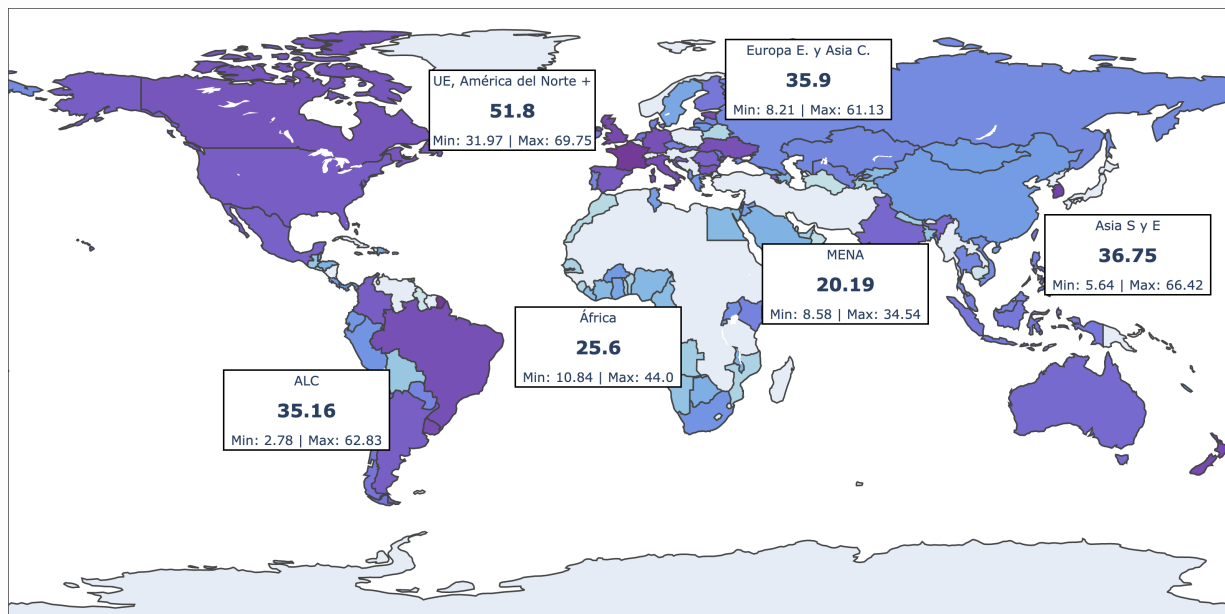 Europa E. y Asia C.
35.9
Min: 8.21 | Max: 61.13
UE, América del Norte +
51.8
Min: 31.97 | Max: 69.75
Asia S y E
36.75
Min: 5.64 | Max: 66.42
MENA
20.19
Min: 8.58 | Max: 34.54
África
25.6
Min: 10.84 | Max: 44.0
ALC
35.16
Min: 2.78 | Max: 62.83